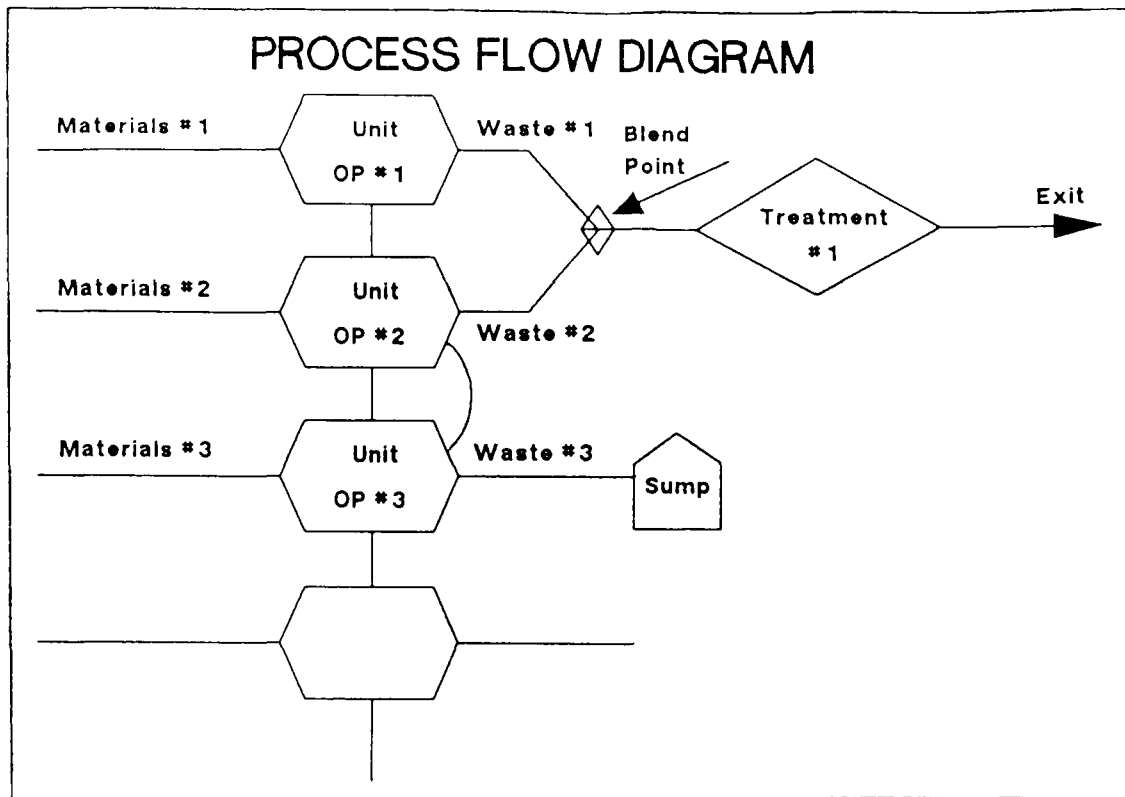 PROCESS FLOW DIAGRAM
Materials #1
Unit
OP #1
Waste #1
Blend
Point
Treatment
#1
Exit
Materials #2
Unit
OP #2
Waste #2
Materials #3
Unit
OP #3
Waste #3
Sump